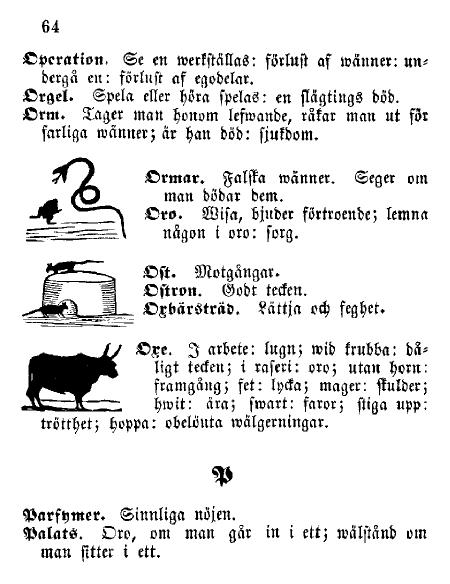 64
Operation. Se en werkställas: förlust af wänner: un-
dergå en: förlust af egodelar.
Orgel. Spela eller höra spelas: en slägtings död.
Orm. Tager man honom lefwande, råkar man ut för
farliga wänner; är han död: sjukdom.
Ormar. Falska wänner. Seger om
man dödar dem.
Oro. Wisa, bjuder förtroende; lemna
någon i oro: sorg.
Ost. Motgångar.
Ostron. Godt tecken.
Oxbärsträd. Lättja och feghet.
Oxe. I arbete: lugn; wid krubba: då-
ligt tecken; i raseri: oro; utan horn:
framgång; fet: lycka; mager: skulder;
hwit: ära; swart: faror; stiga upp:
trötthet; hoppa: obelönta wälgerningar.
P
Parfymer. Sinnliga nöjen.
Palats. Oro, om man går in i ett; wälstånd om
man sitter i ett.